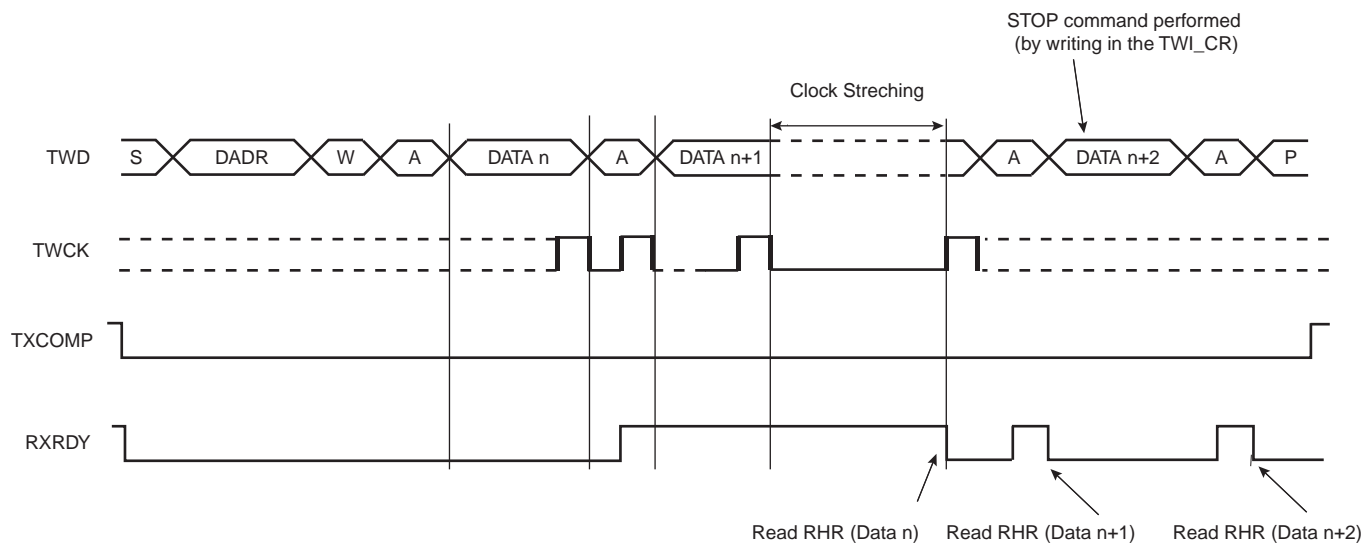 STOP command performed
(by writing in the TWI_CR)
Clock Streching
TWD S DADR W A DATA n A DATA n+1 A DATA n+2 A P
TWCK
TXCOMP
RXRDY
Read RHR (Data n) Read RHR (Data n+1) Read RHR (Data n+2)